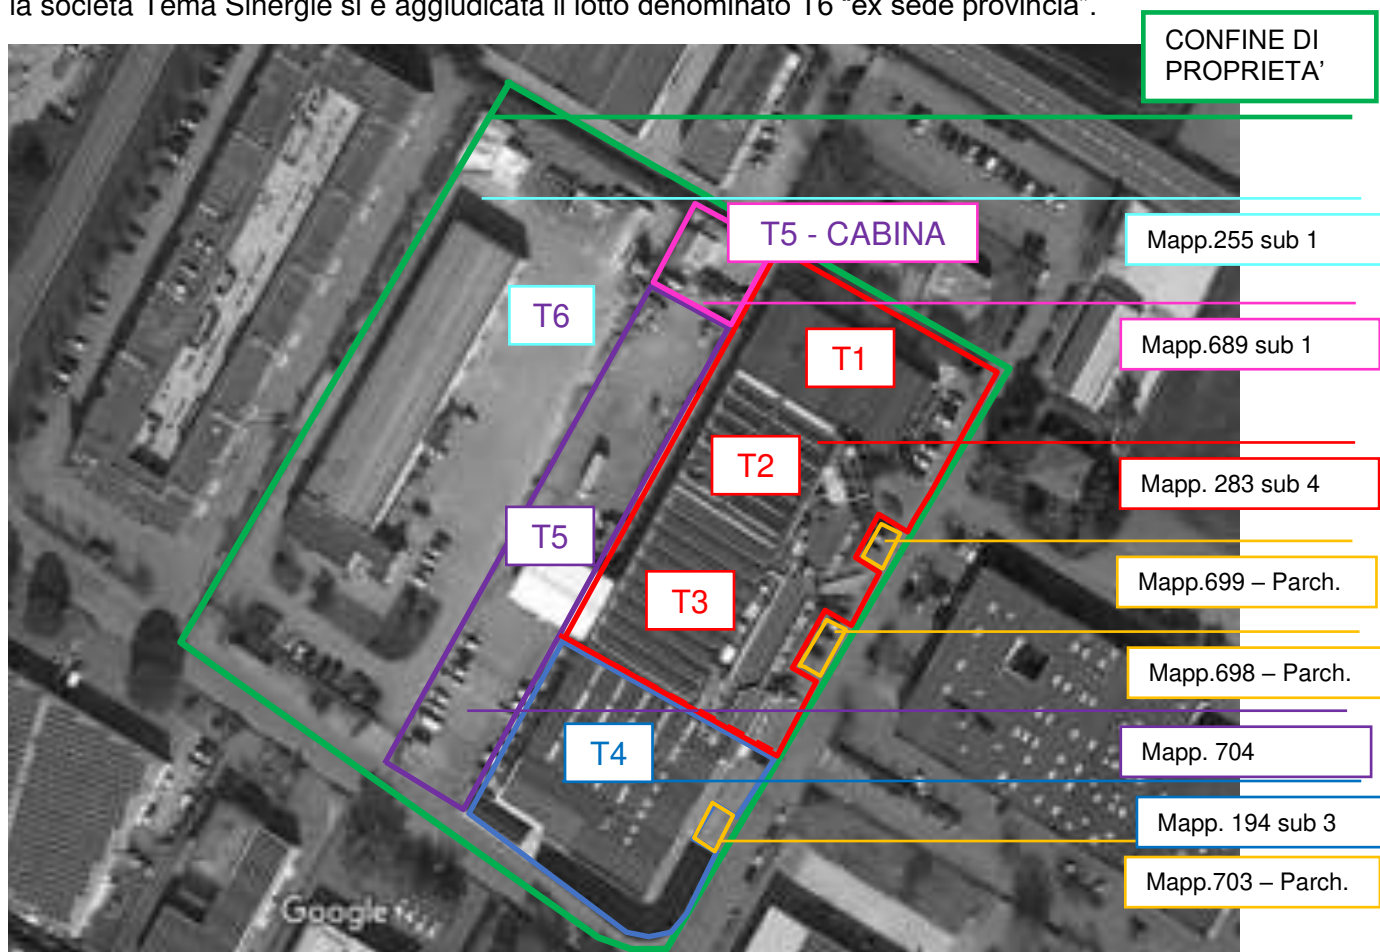 la società Tema Sinergie si è aggiudicata il lotto denominato T6 “ex sede provincia”.
CONFINE DI
PROPRIETA’
T5 - CABINA
Mapp.255 sub 1
T6
T1
Mapp.689 sub 1
T2
Mapp. 283 sub 4
T5
T3
Mapp.699 – Parch.
Mapp.698 – Parch.
T4
Mapp. 704
Mapp. 194 sub 3
Mapp.703 – Parch.
Google